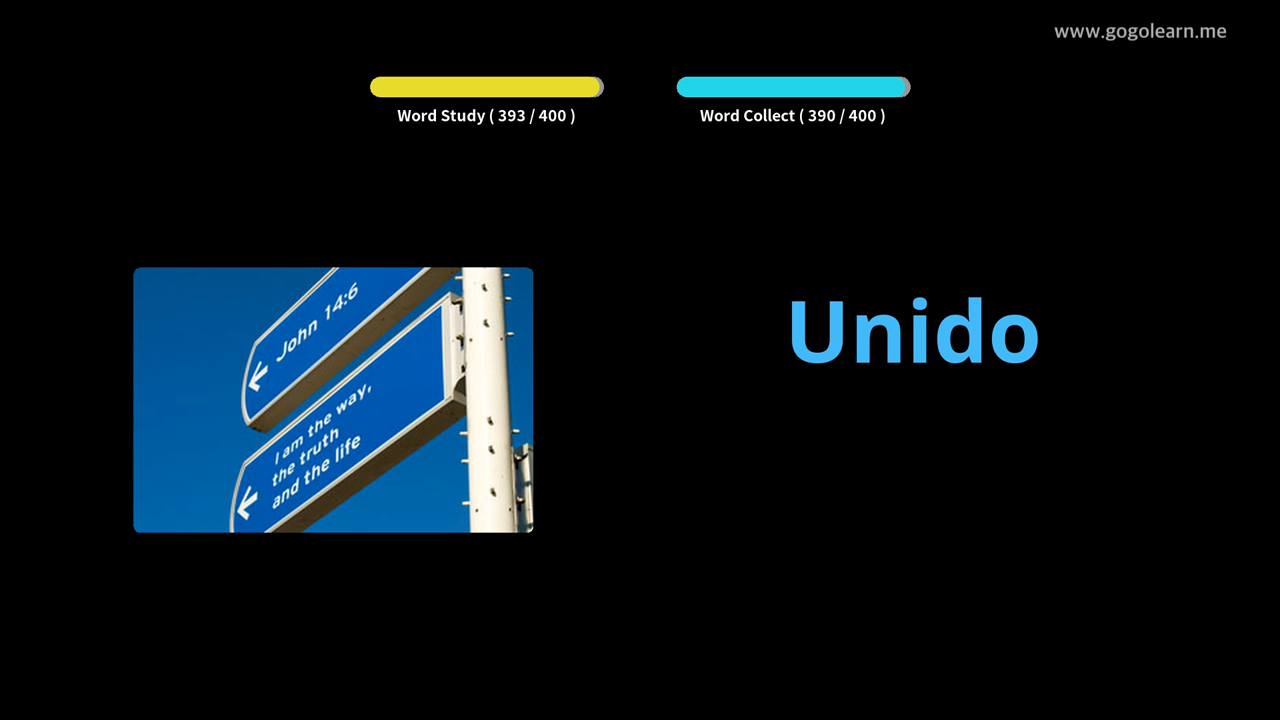 www.gogolearn.me
Word Study ( 393 / 400 )
Word Collect ( 390 / 400 )
John 14:6
I am the way,
the truth
and the life
Unido